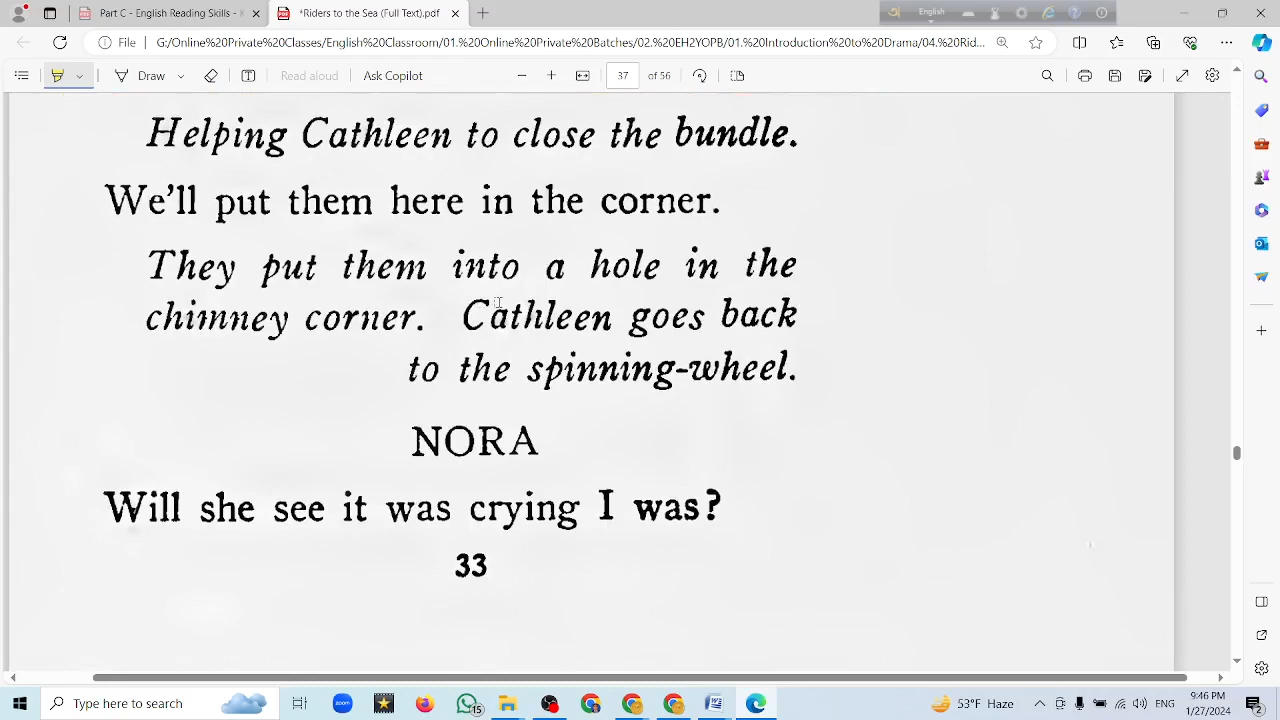 Part C - English Reading Skills - K
*Riders to the Sea (Full Text).pdf
English
File
G:/Online%20Private%20Classes/English%20Classroom/01.%20Online%20Private%20Batches/02.%20EH2YOPB/01.%20Introduction%20to%20Drama/04.%20Rid...
Draw
Read aloud
Ask Copilot
37 of 56
Helping Cathleen to close the bundle.
We'll put them here in the corner.
They put them into a hole in the
chimney corner. Cathleen goes back
to the spinning-wheel.
NORA
Will she see it was crying I was?
33
Type here to search
zoom
15
53°F Haze
ENG
9:46 PM
1/27/2024
2